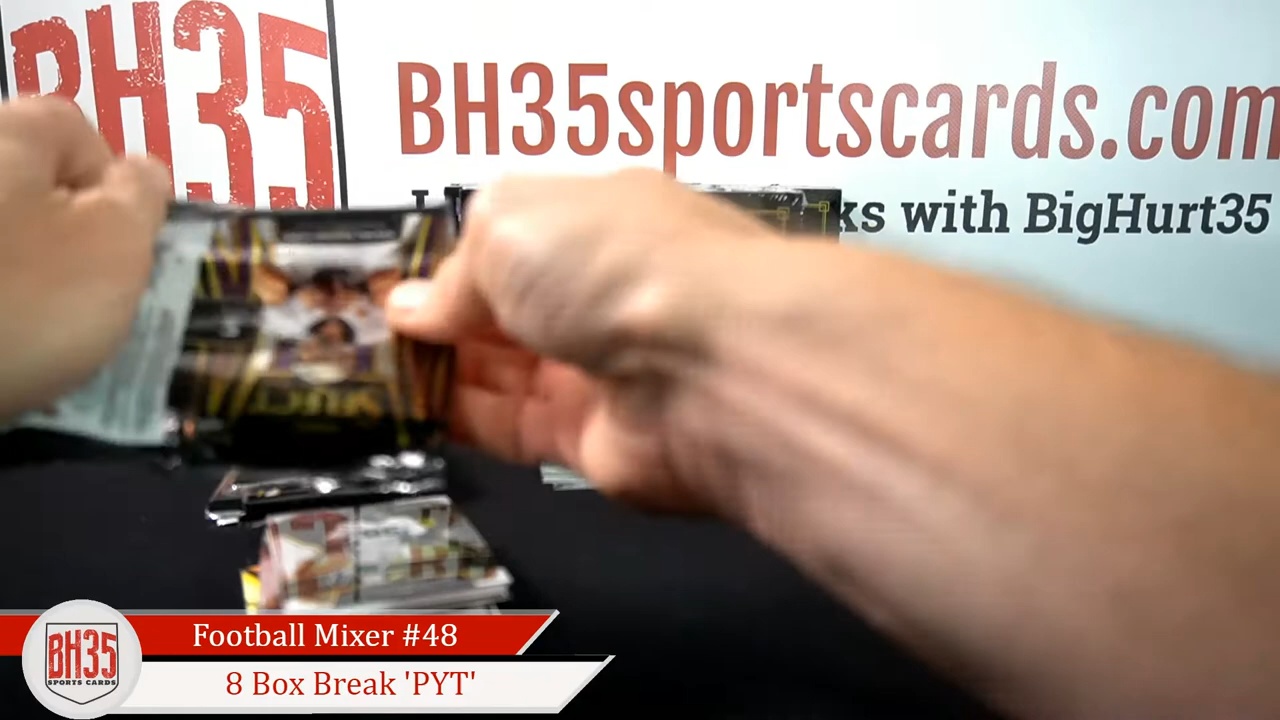 BH35
BH35sportscards.com
ks with BigHurt35
Football Mixer #48
8 Box Break 'PYT'
BH35
SPORTS CARDS